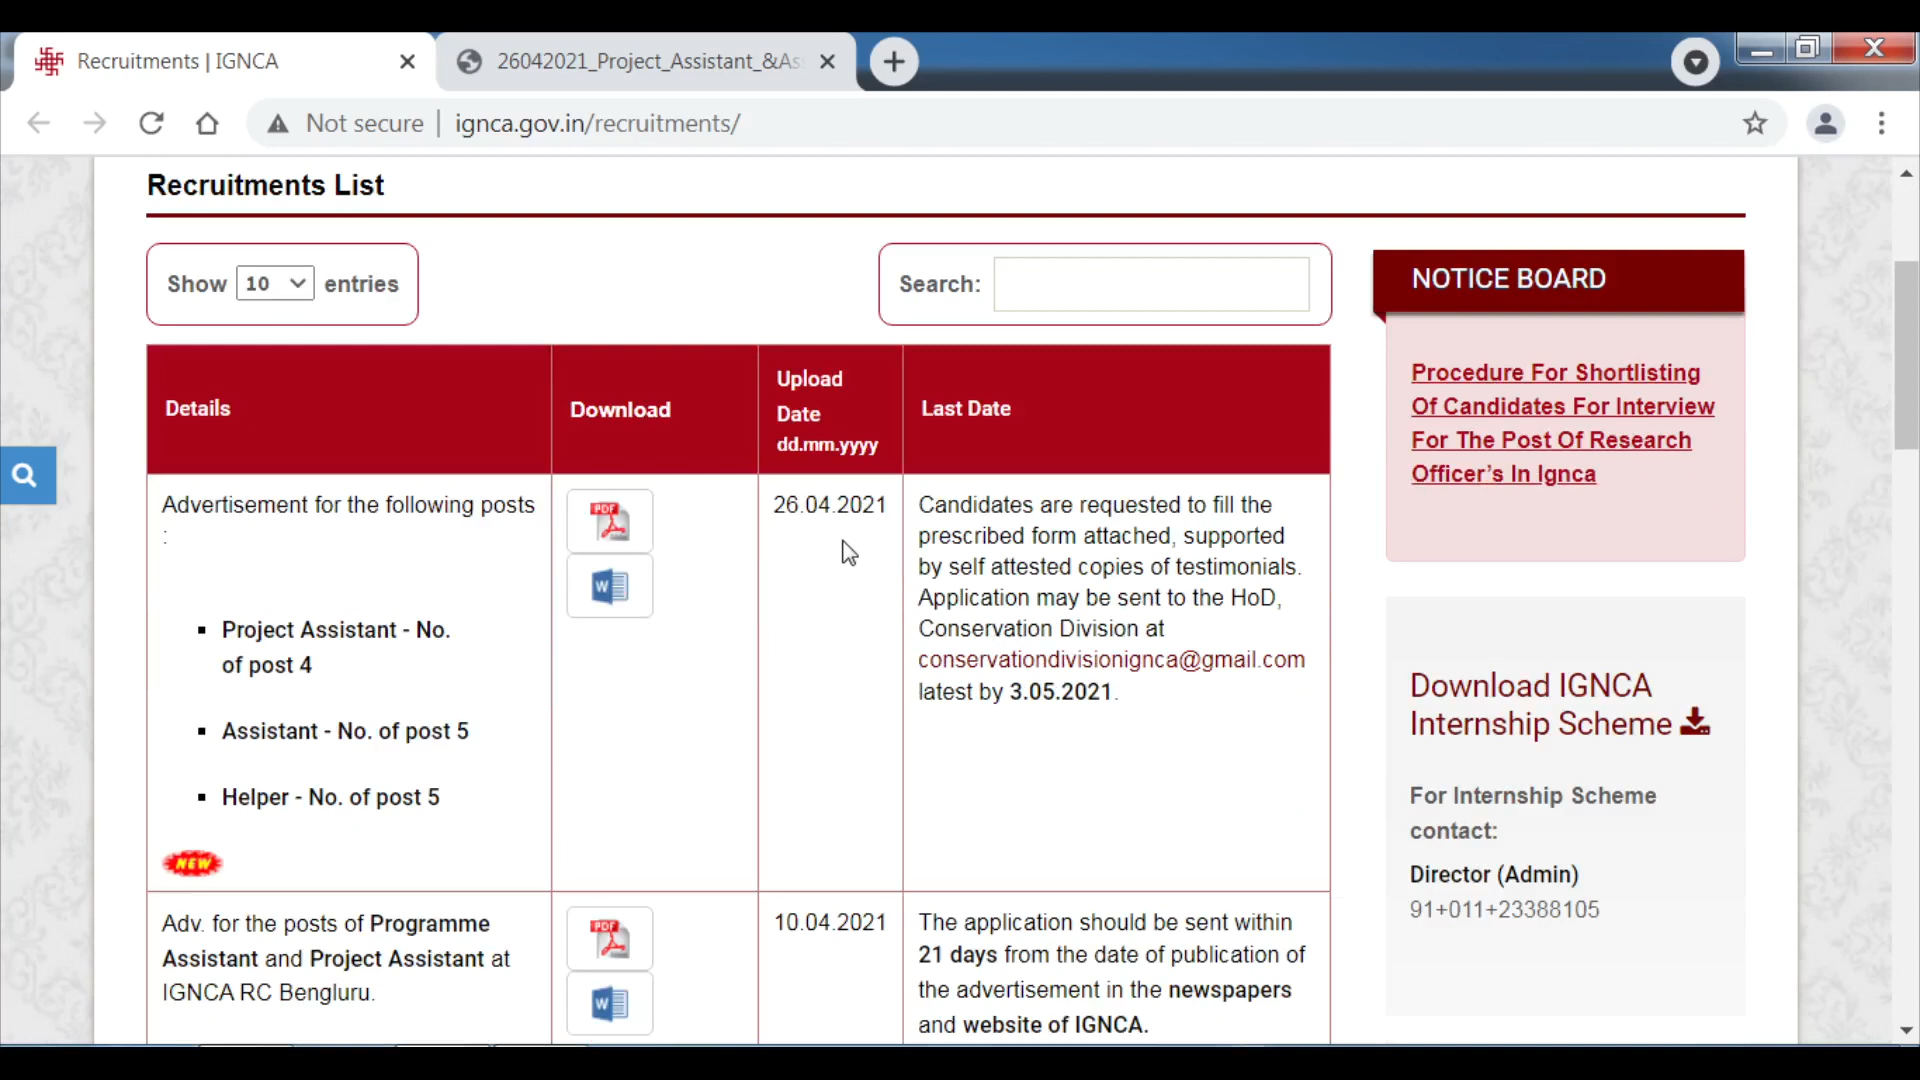 Recruitments | IGNCA
26042021_Project_Assistant_&As
Not secure
ignca.gov.in/recruitments/
Recruitments List
Show 10 entries
Search:
Details
Download
Upload
Date
dd.mm.yyyy
Last Date
Advertisement for the following posts
:
Project Assistant - No.
of post 4
Assistant - No. of post 5
Helper - No. of post 5
NEW
PDF
W
26.04.2021
Candidates are requested to fill the
prescribed form attached, supported
by self attested copies of testimonials.
Application may be sent to the HoD,
Conservation Division at
conservationdivisionignca@gmail.com
latest by 3.05.2021.
Adv. for the posts of Programme
Assistant and Project Assistant at
IGNCA RC Bengluru.
PDF
W
10.04.2021
The application should be sent within
21 days from the date of publication of
the advertisement in the newspapers
and website of IGNCA.
NOTICE BOARD
Procedure For Shortlisting
Of Candidates For Interview
For The Post Of Research
Officer’s In Ignca
Download IGNCA
Internship Scheme
For Internship Scheme
contact:
Director (Admin)
91+011+23388105